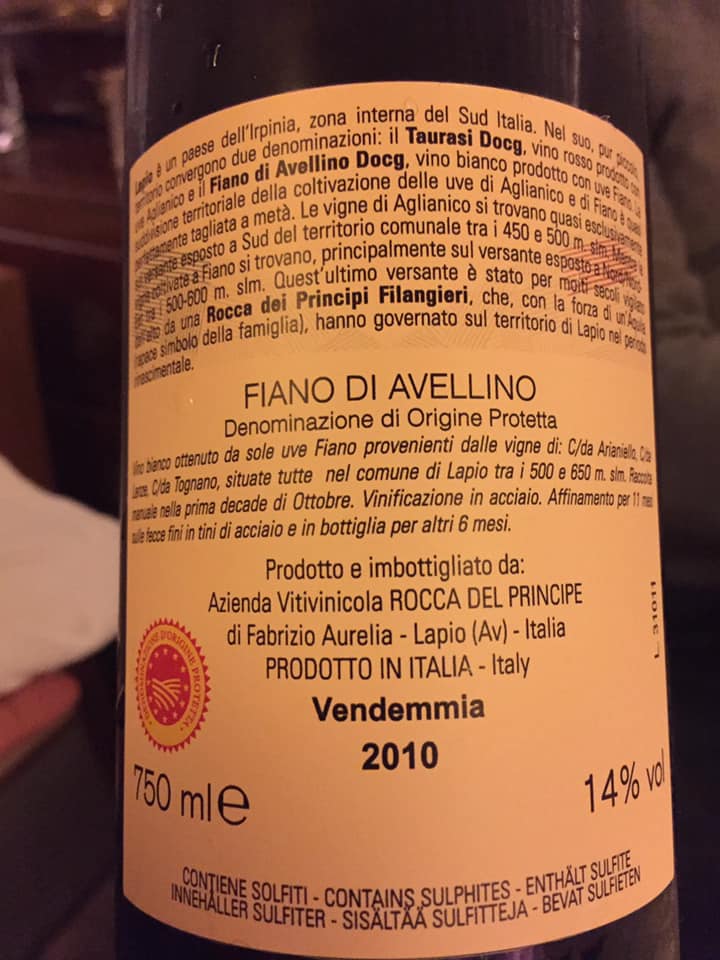 Lapio è un paese dell'Irpinia, zona interna del Sud Italia. Nel suo, pur piccolo
territorio convergono due denominazioni: il Taurasi Docg, vino rosso prodotto con
uve Aglianico e il Fiano di Avellino Docg, vino bianco prodotto con uve Fiano. La
suddivisione territoriale della coltivazione delle uve di Aglianico e di Fiano è quasi
perfettamente tagliata a metà. Le vigne di Aglianico si trovano quasi esclusivamente
versante esposto a Sud del territorio comunale tra i 450 e 500 m. slm. Mentre
coltivate a Fiano si trovano, principalmente sul versante esposto a
tra i 500-600 m. slm. Quest'ultimo versante è stato per molti secoli vigilato
dall'alto da una Rocca dei Principi Filangieri, che, con la forza di un'Aquila
(rapace simbolo della famiglia), hanno governato sul territorio di Lapio nel periodo
rinascimentale.
FIANO DI AVELLINO
Denominazione di Origine Protetta
Vino bianco ottenuto da sole uve Fiano provenienti dalle vigne di: C/da Arianiello, C/da
Lenze, C/da Tognano, situate tutte nel comune di Lapio tra i 500 e 650 m. slm. Raccolta
manuale nella prima decade di Ottobre. Vinificazione in acciaio. Affinamento per 11 mesi
sulle fecce fini in tini di acciaio e in bottiglia per altri 6 mesi.
Prodotto e imbottigliato da:
Azienda Vitivinicola ROCCA DEL PRINCIPE
di Fabrizio Aurelia - Lapio (Av) - Italia
PRODOTTO IN ITALIA - Italy
L. 31011
DENOMINAZIONE D'ORIGINE PROTETTA
Vendemmia
2010
750 ml e
14% vol
CONTIENE SOLFITI - CONTAINS SULPHITES - ENTHÄLT SULFITE
INNEHÅLLER SULFITER - SISÄLTÄÄ SULFITTEJA - BEVAT SULFIETEN